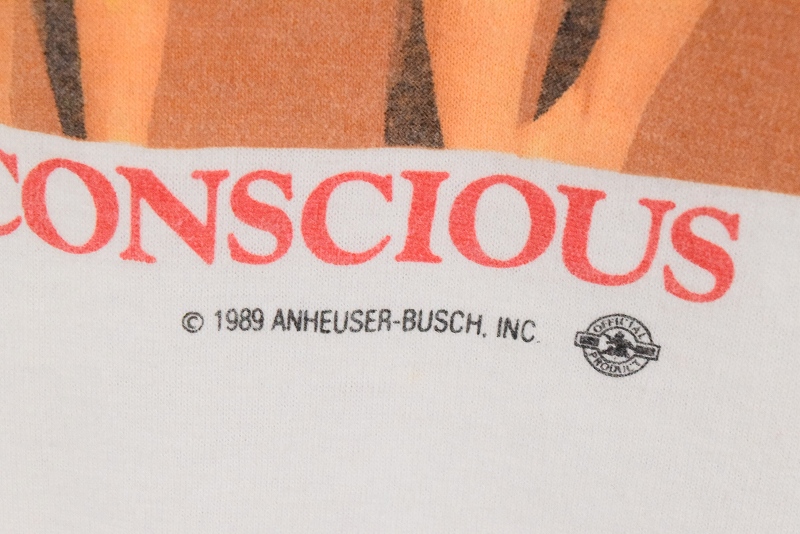 CONSCIOUS
© 1989 ANHEUSER-BUSCH, INC.
OFFICIAL
PRODUCT